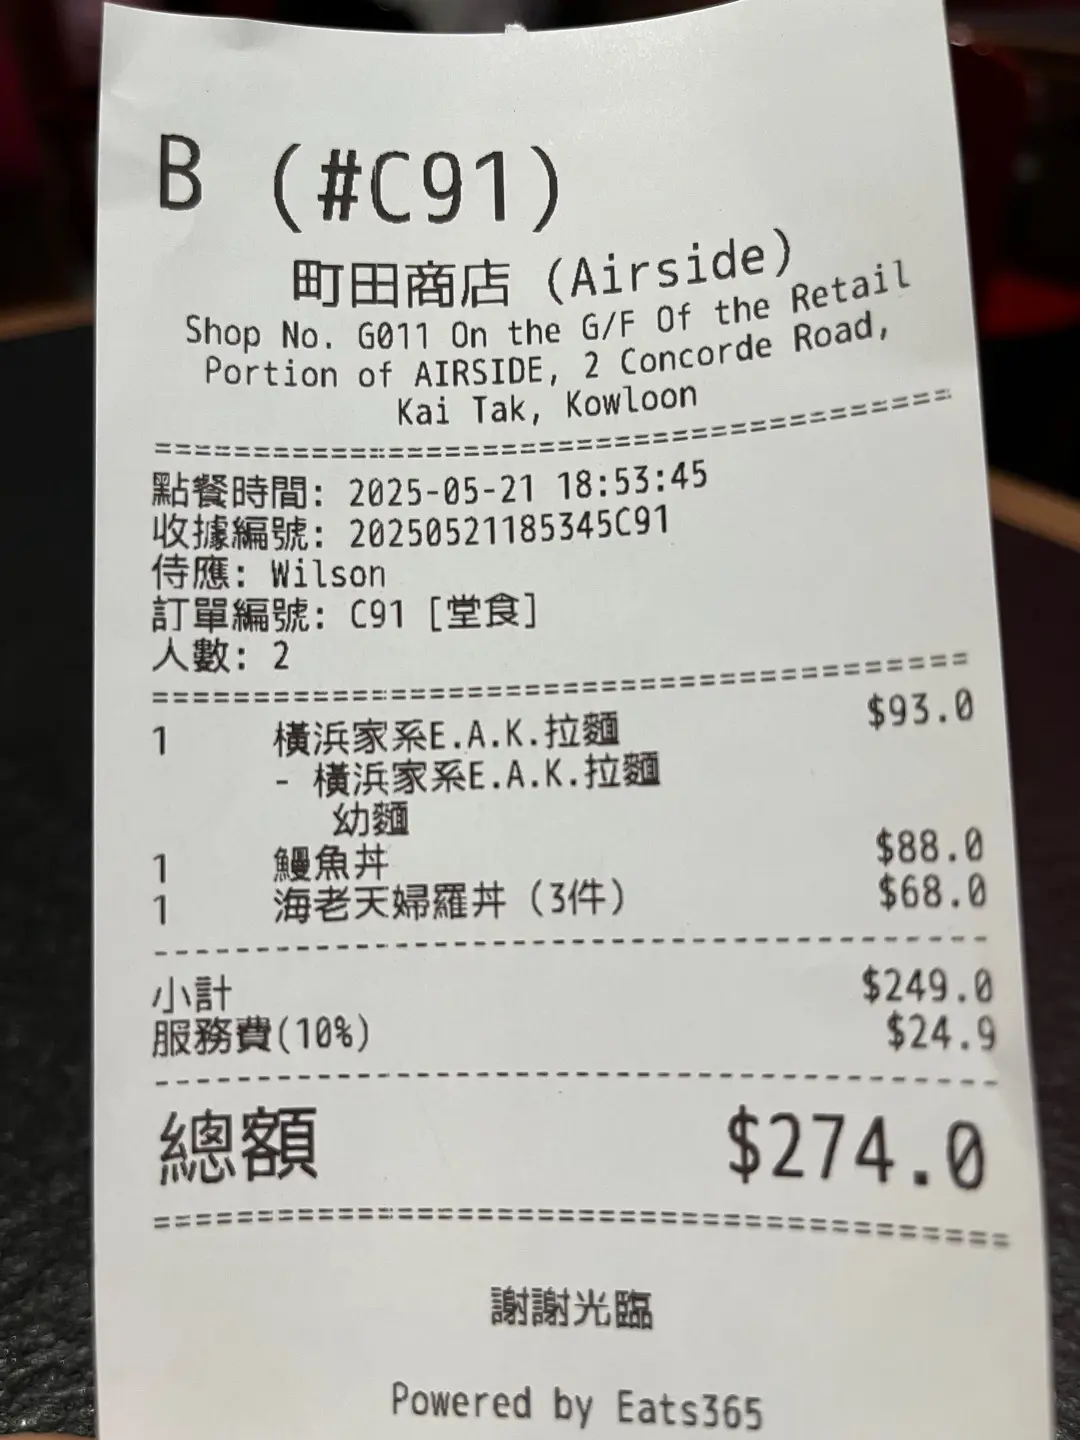 B (#C91)
町田商店 (Airside)
Shop No. G011 On the G/F Of the Retail
Portion of AIRSIDE, 2 Concorde Road,
Kai Tak, Kowloon
========================================
點餐時間: 2025-05-21 18:53:45
收據編號: 20250521185345C91
侍應: Wilson
訂單編號: C91 [堂食]
人數: 2
========================================
1 橫浜家系E.A.K.拉麵 $93.0
- 橫浜家系E.A.K.拉麵
幼麵
1 鰻魚丼 $88.0
1 海老天婦羅丼 (3件) $68.0
----------------------------------------
小計 $249.0
服務費(10%) $24.9
----------------------------------------
總額 $274.0
========================================
謝謝光臨
Powered by Eats365